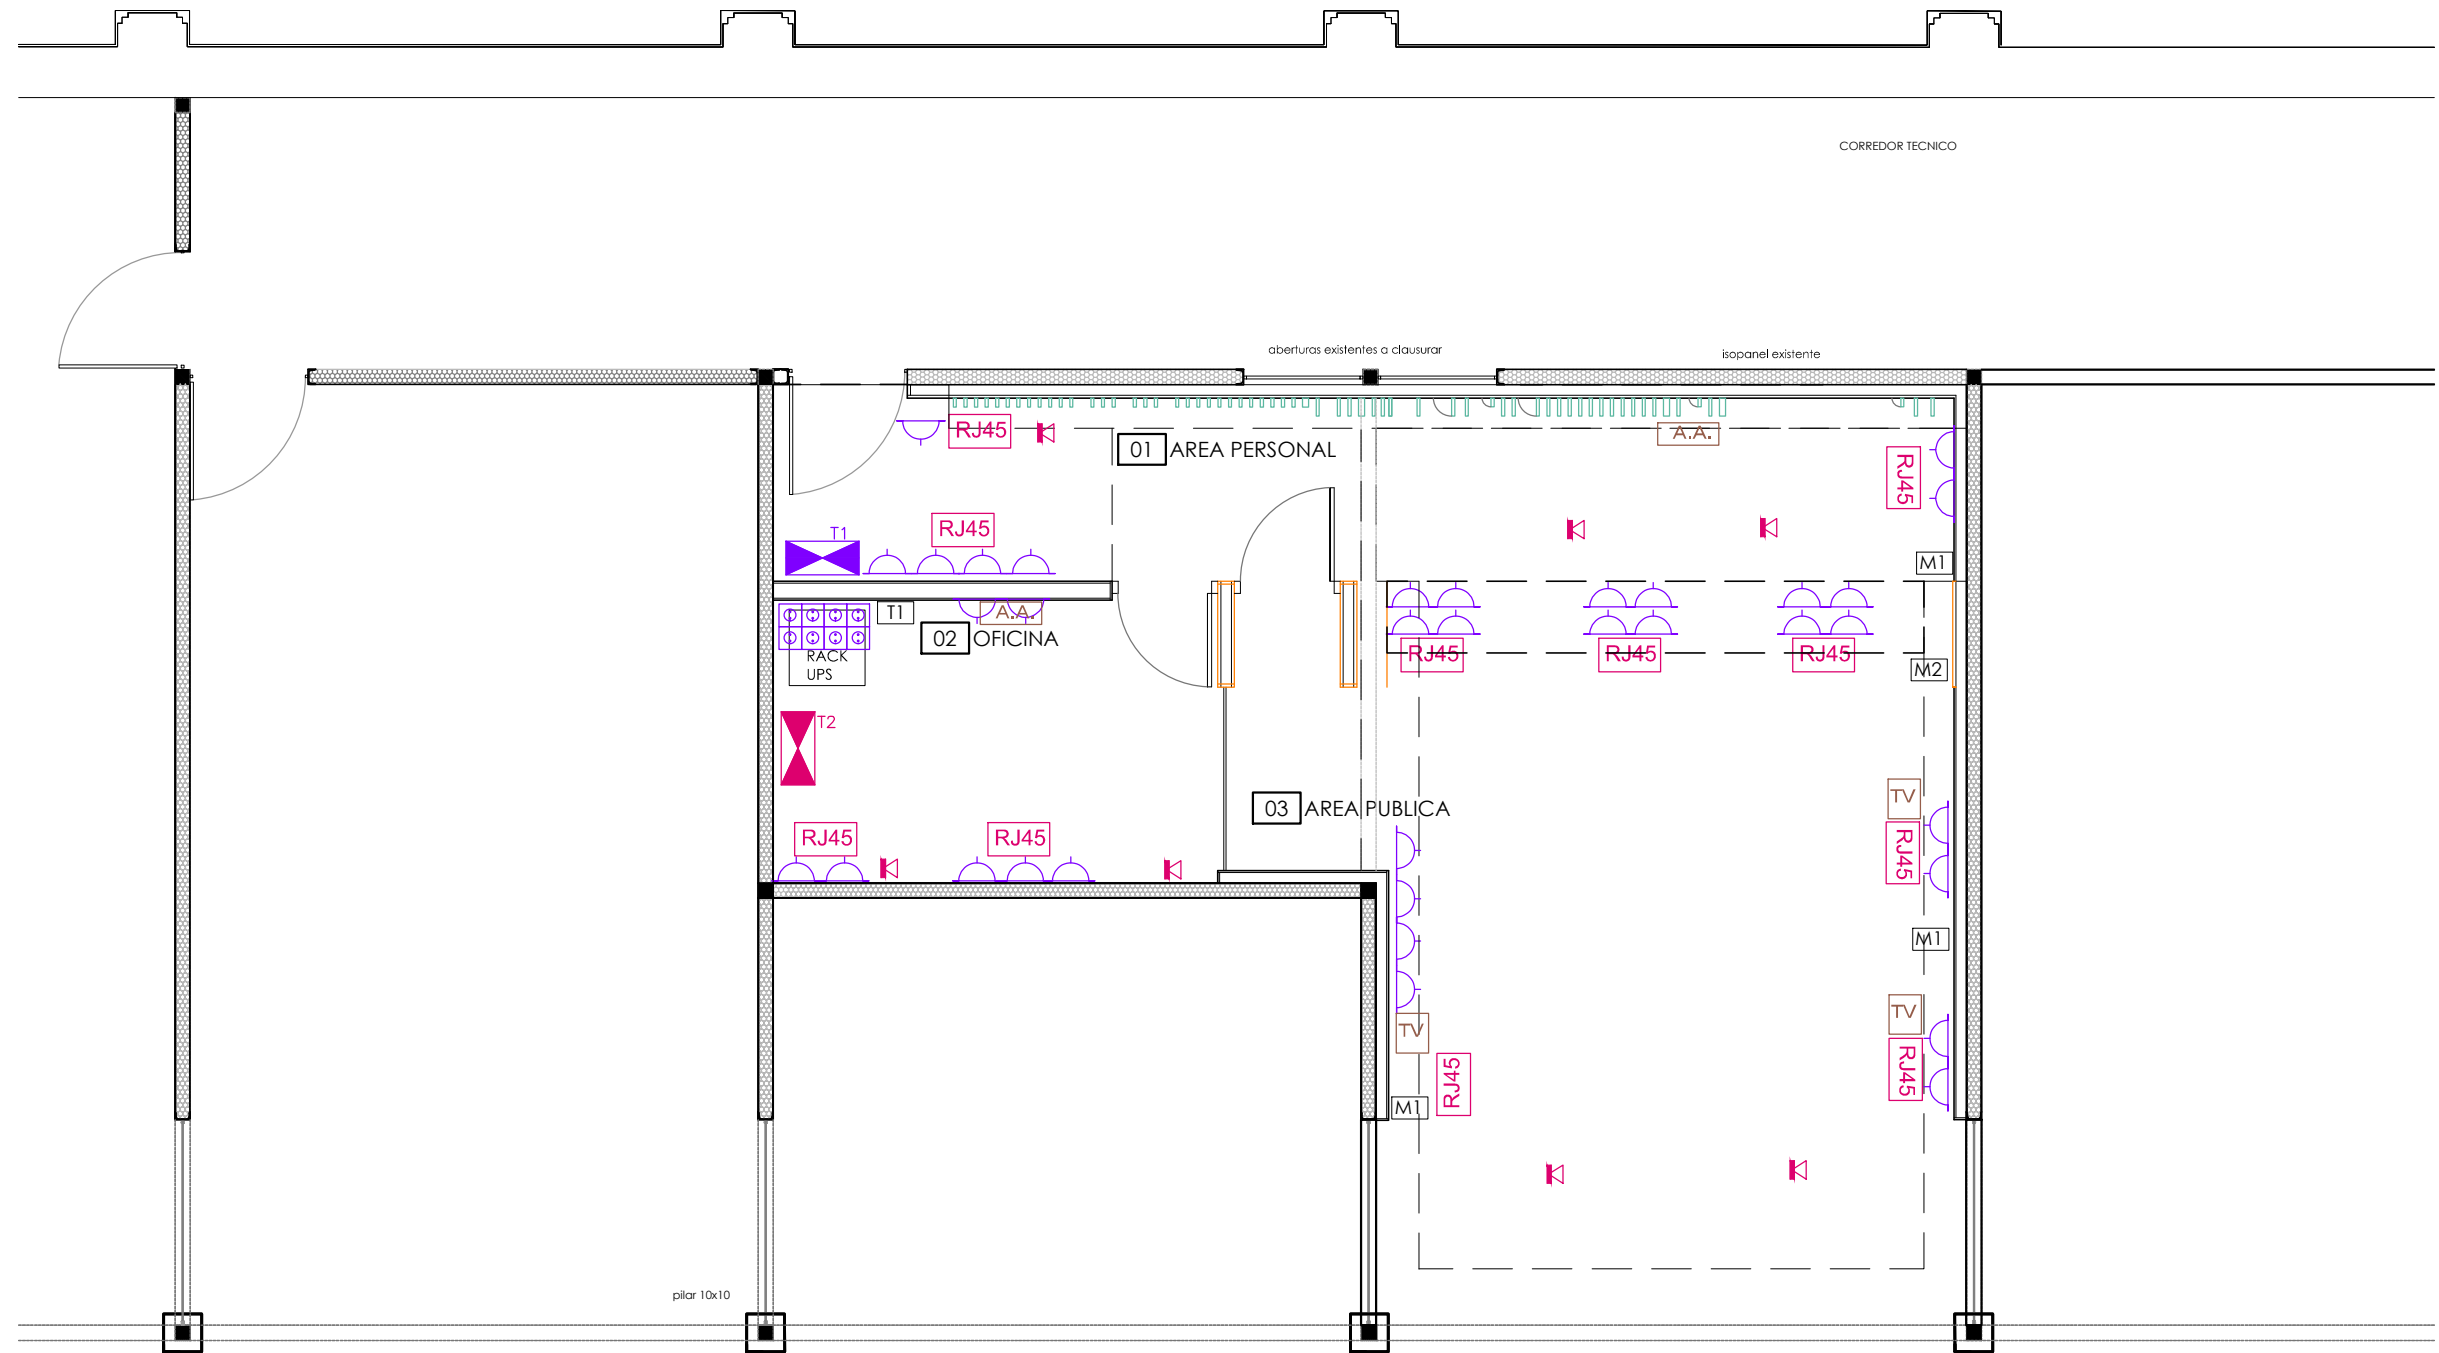 CORREDOR TECNICO
aberturas existentes a clausurar
isopanel existente
RJ45
01 AREA PERSONAL
A.A.
RJ45
T1
RJ45
M1
T1
A.A.
02 OFICINA
RACK
UPS
RJ45
RJ45
RJ45
M2
T2
TV
03 AREA PUBLICA
RJ45
RJ45
RJ45
M1
TV
TV
RJ45
RJ45
M1
pilar 10x10